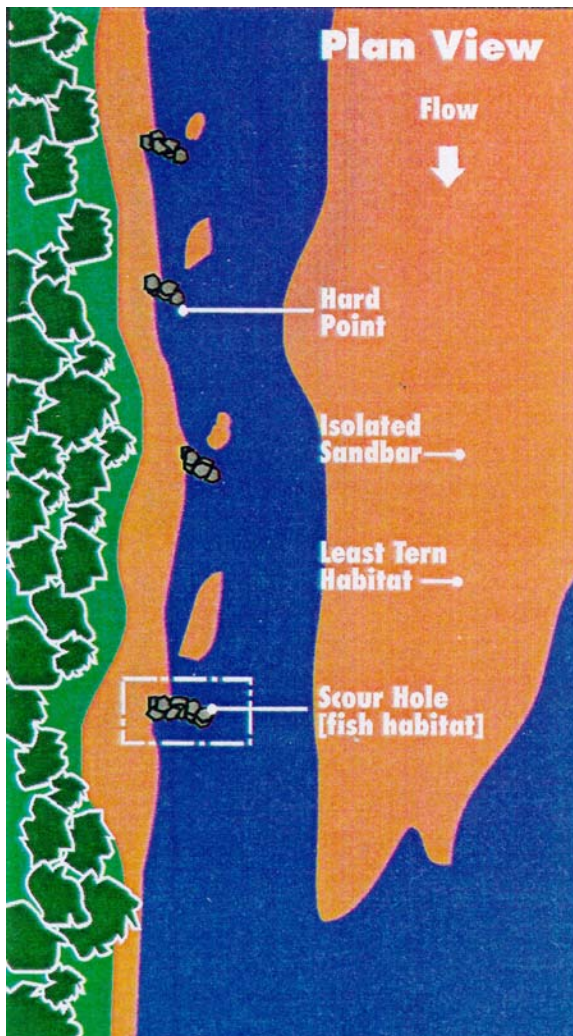 Plan View
Flow
Hard
Point
Isolated
Sandbar
Least Tern
Habitat
Scour Hole
[fish habitat]